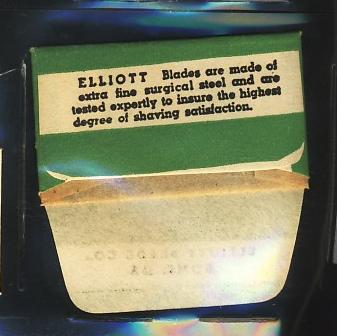 ELLIOTT Blades are made of
extra fine surgical steel and are
tested expertly to insure the highest
degree of shaving satisfaction.